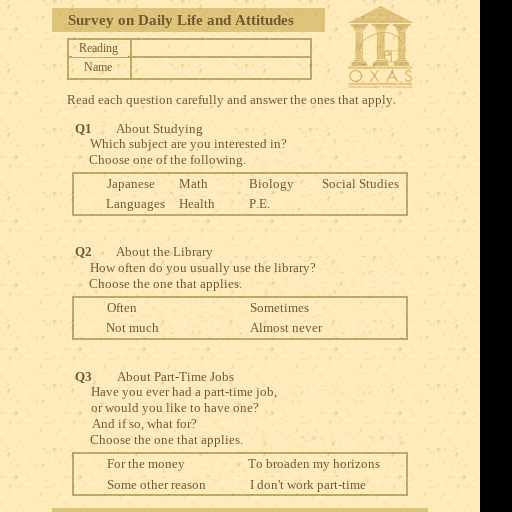 Survey on Daily Life and Attitudes
Reading
Name
OXAS
Read each question carefully and answer the ones that apply.
Q1 About Studying
Which subject are you interested in?
Choose one of the following.
Japanese Math Biology Social Studies
Languages Health P.E.
Q2 About the Library
How often do you usually use the library?
Choose the one that applies.
Often Sometimes
Not much Almost never
Q3 About Part-Time Jobs
Have you ever had a part-time job,
or would you like to have one?
And if so, what for?
Choose the one that applies.
For the money To broaden my horizons
Some other reason I don't work part-time